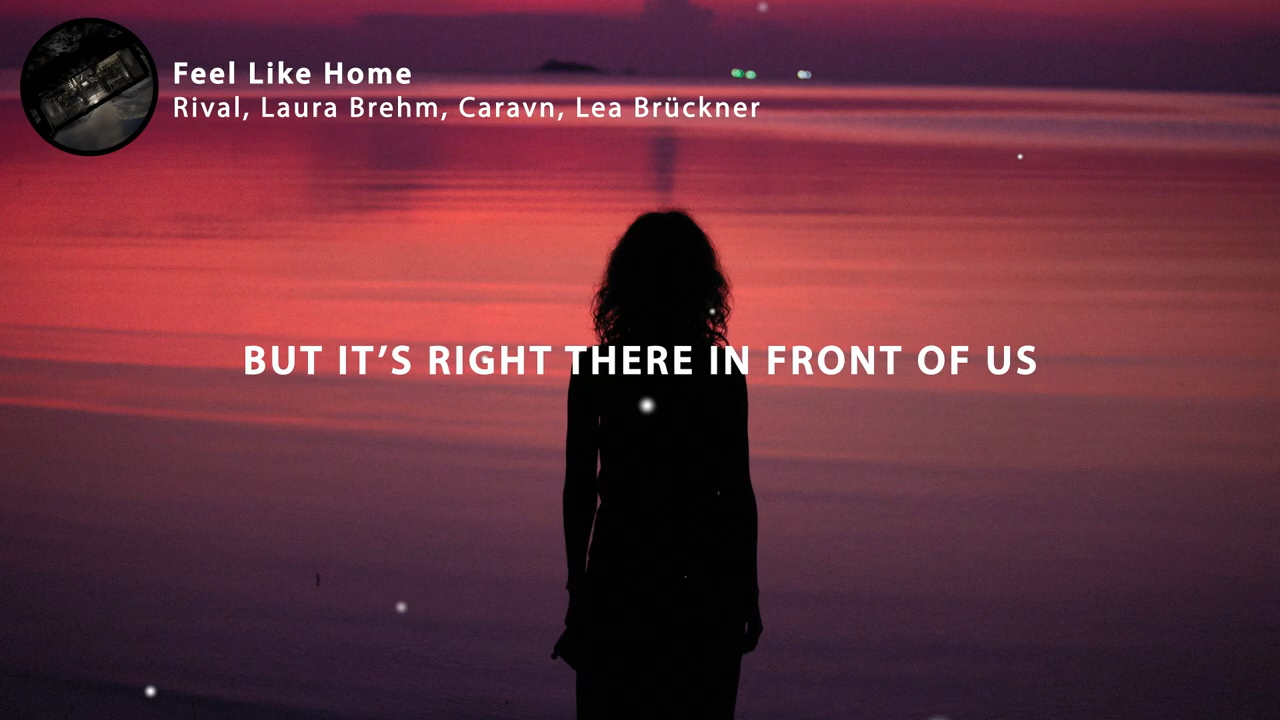 Feel Like Home
Rival, Laura Brehm, Caravn, Lea Brückner
BUT IT’S RIGHT THERE IN FRONT OF US